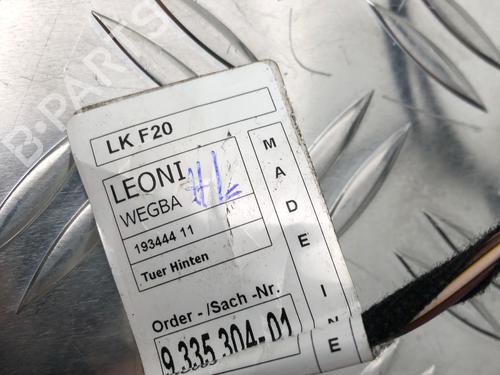 LK F20
LEONI
WEGBA
193444 11
Tuer Hinten
Order - /Sach -Nr.
9 335 304-01
MADE IN E
B-PARTS